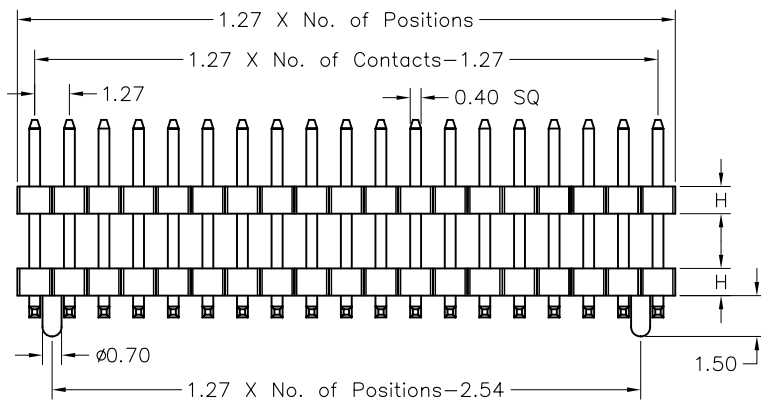 1.27 X No. of Positions
1.27 X No. of Contacts-1.27
1.27
0.40 SQ
H
H
ø0.70
1.50
1.27 X No. of Positions-2.54